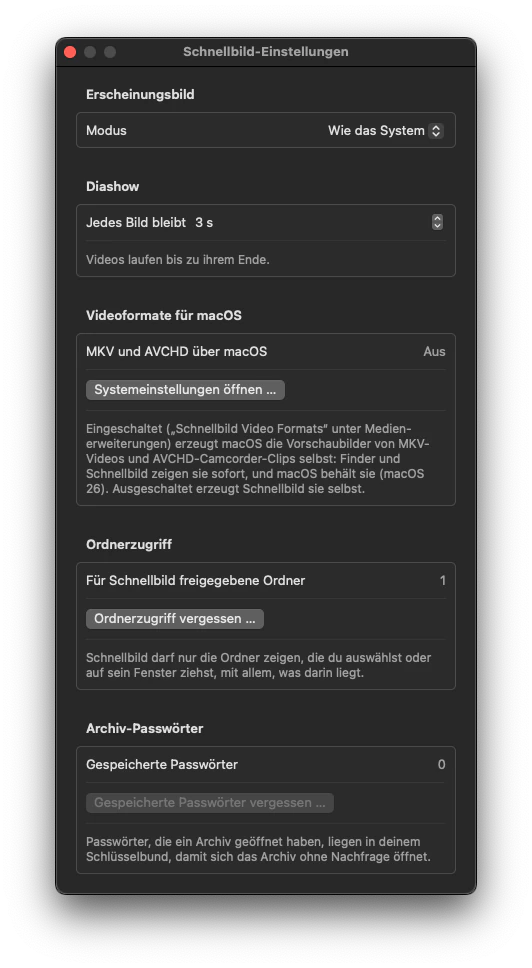 Schnellbild-Einstellungen
Erscheinungsbild
Modus Wie das System
Diashow
Jedes Bild bleibt 3 s
Videos laufen bis zu ihrem Ende.
Videoformate für macOS
MKV und AVCHD über macOS Aus
Systemeinstellungen öffnen ...
Eingeschaltet („Schnellbild Video Formats“ unter Medien-
erweiterungen) erzeugt macOS die Vorschaubilder von MKV-
Videos und AVCHD-Camcorder-Clips selbst: Finder und
Schnellbild zeigen sie sofort, und macOS behält sie (macOS
26). Ausgeschaltet erzeugt Schnellbild sie selbst.
Ordnerzugriff
Für Schnellbild freigegebene Ordner 1
Ordnerzugriff vergessen ...
Schnellbild darf nur die Ordner zeigen, die du auswählst oder
auf sein Fenster ziehst, mit allem, was darin liegt.
Archiv-Passwörter
Gespeicherte Passwörter 0
Gespeicherte Passwörter vergessen ...
Passwörter, die ein Archiv geöffnet haben, liegen in deinem
Schlüsselbund, damit sich das Archiv ohne Nachfrage öffnet.